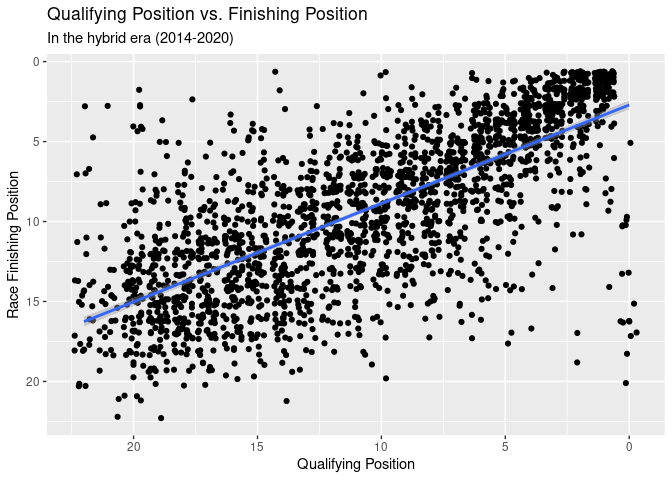 Qualifying Position vs. Finishing Position
In the hybrid era (2014-2020)
0
5
10
15
20
Race Finishing Position
20
15
10
5
0
Qualifying Position